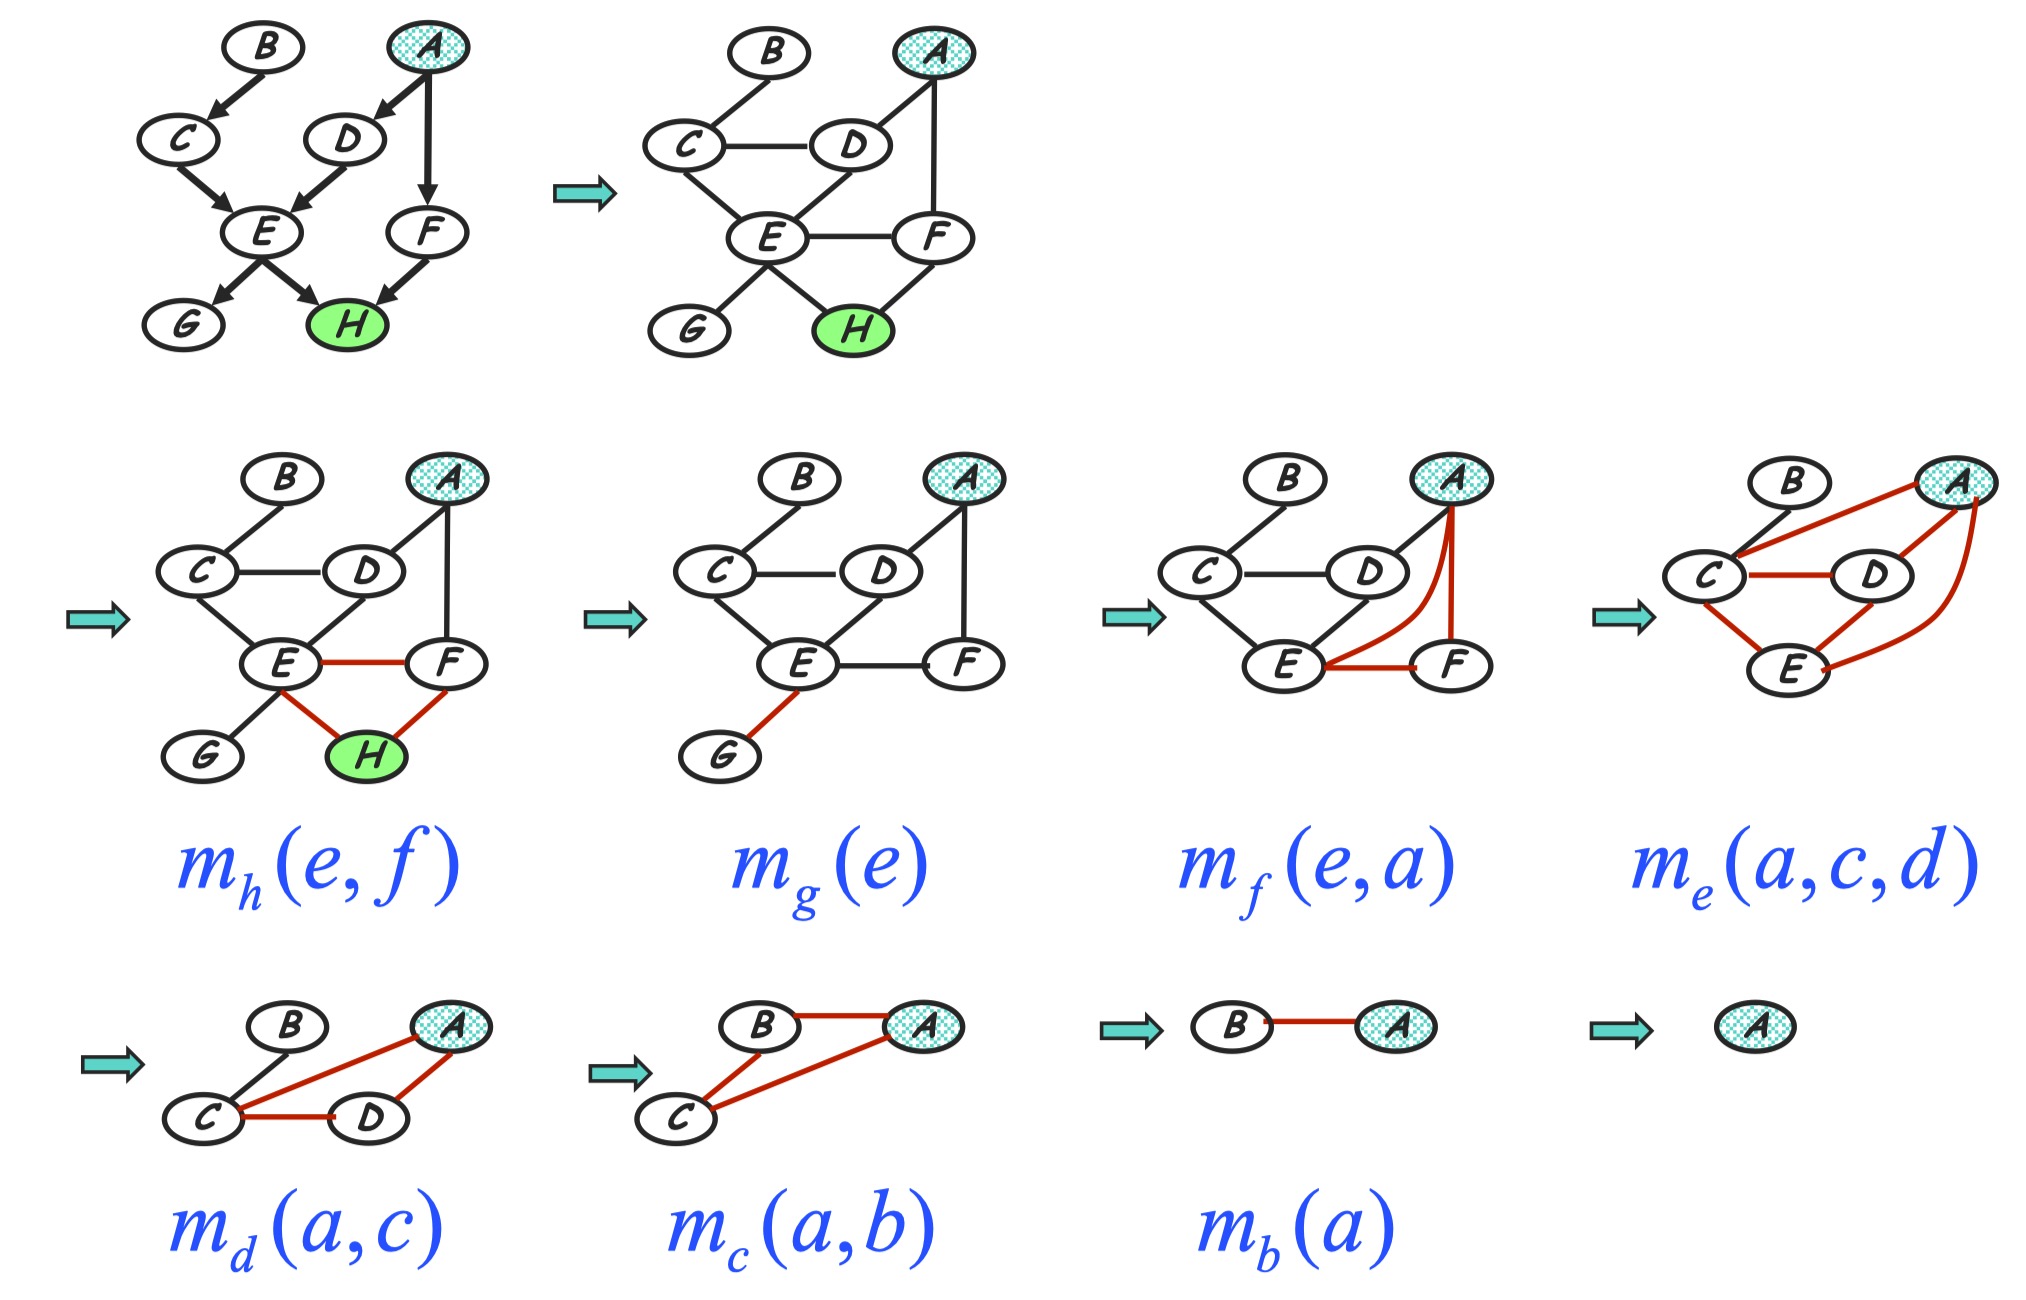 B A B A
C D C D
E F E F
G H G H
B A B A B A B A
C D C D C D C D
E F E F E F E
G H G
m_h(e, f) m_g(e) m_f(e, a) m_e(a, c, d)
B A B A B A A
C D C
m_d(a, c) m_c(a, b) m_b(a)